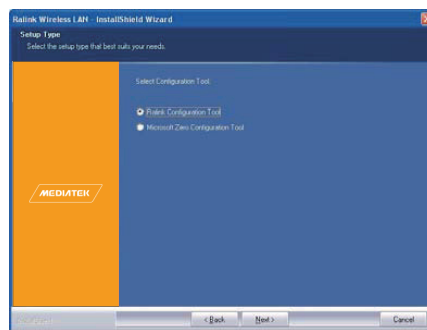 Ralink Wireless LAN - InstallShield Wizard
Setup Type
Select the setup type that best suits your needs.
Select Configuration Tool
Ralink Configuration Tool
Microsoft Zero Configuration Tool
MEDIATEK
InstallShield
< Back
Next >
Cancel